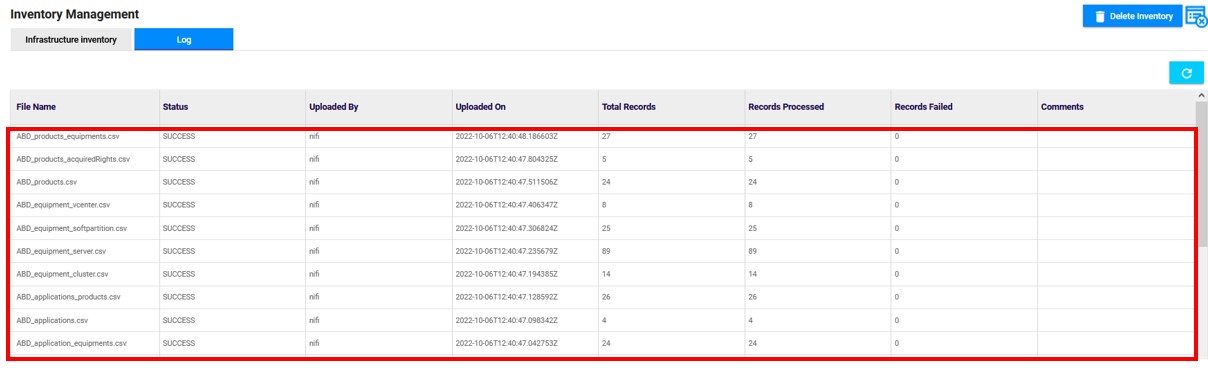 Inventory Management
Delete Inventory
Infrastructure inventory Log
File Name Status Uploaded By Uploaded On Total Records Records Processed Records Failed Comments
ABD_products_equipments.csv SUCCESS nifi 2022-10-06T12:40:48.186603Z 27 27 0
ABD_products_acquiredRights.csv SUCCESS nifi 2022-10-06T12:40:47.804325Z 5 5 0
ABD_products.csv SUCCESS nifi 2022-10-06T12:40:47.511506Z 24 24 0
ABD_equipment_vcenter.csv SUCCESS nifi 2022-10-06T12:40:47.406347Z 8 8 0
ABD_equipment_softpartition.csv SUCCESS nifi 2022-10-06T12:40:47.306824Z 25 25 0
ABD_equipment_server.csv SUCCESS nifi 2022-10-06T12:40:47.235679Z 89 89 0
ABD_equipment_cluster.csv SUCCESS nifi 2022-10-06T12:40:47.194385Z 14 14 0
ABD_applications_products.csv SUCCESS nifi 2022-10-06T12:40:47.128592Z 26 26 0
ABD_applications.csv SUCCESS nifi 2022-10-06T12:40:47.098342Z 4 4 0
ABD_application_equipments.csv SUCCESS nifi 2022-10-06T12:40:47.042753Z 24 24 0